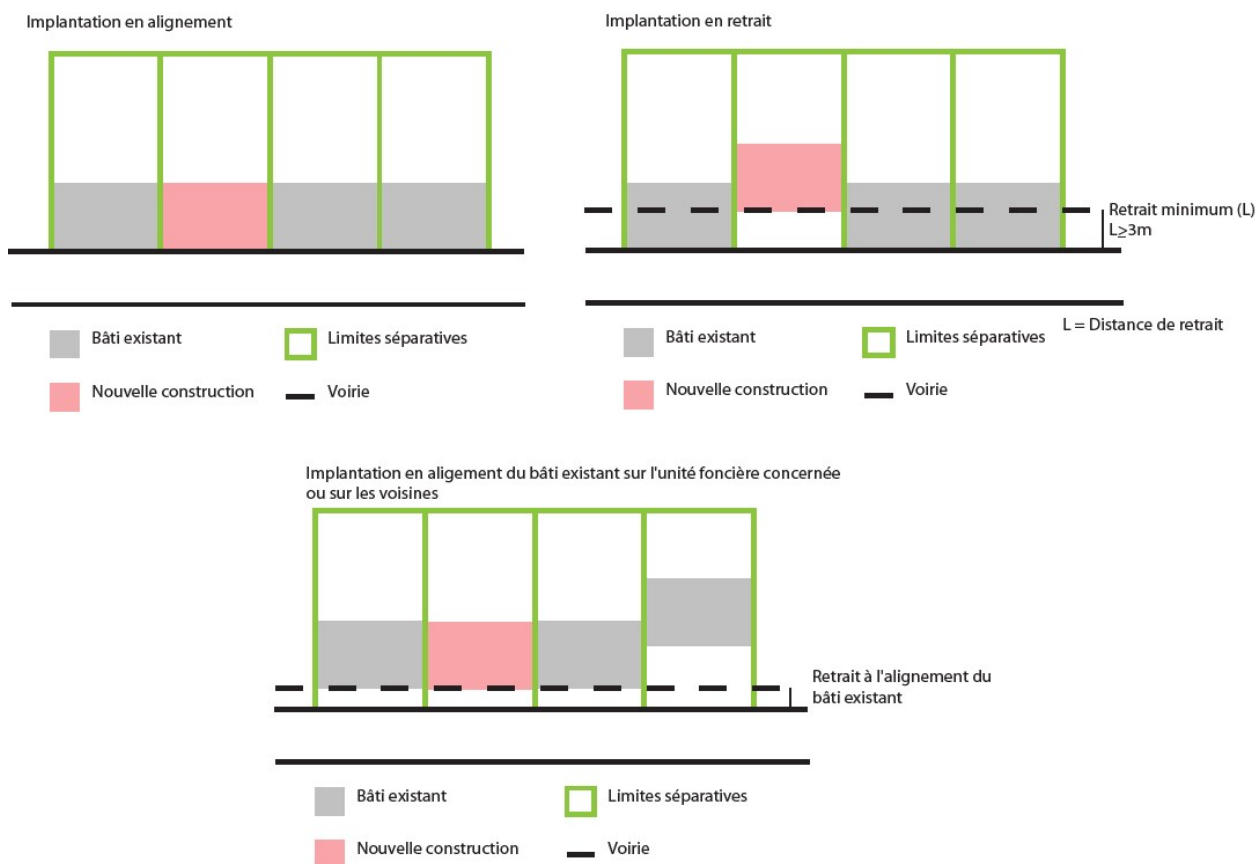 Implantation en alignement
Bâti existant
Limites séparatives
Nouvelle construction
Voirie
Implantation en retrait
Retrait minimum (L)
L≥3m
L = Distance de retrait
Bâti existant
Limites séparatives
Nouvelle construction
Voirie
Implantation en aligement du bâti existant sur l'unité foncière concernée
ou sur les voisines
Retrait à l'alignement du
bâti existant
Bâti existant
Limites séparatives
Nouvelle construction
Voirie